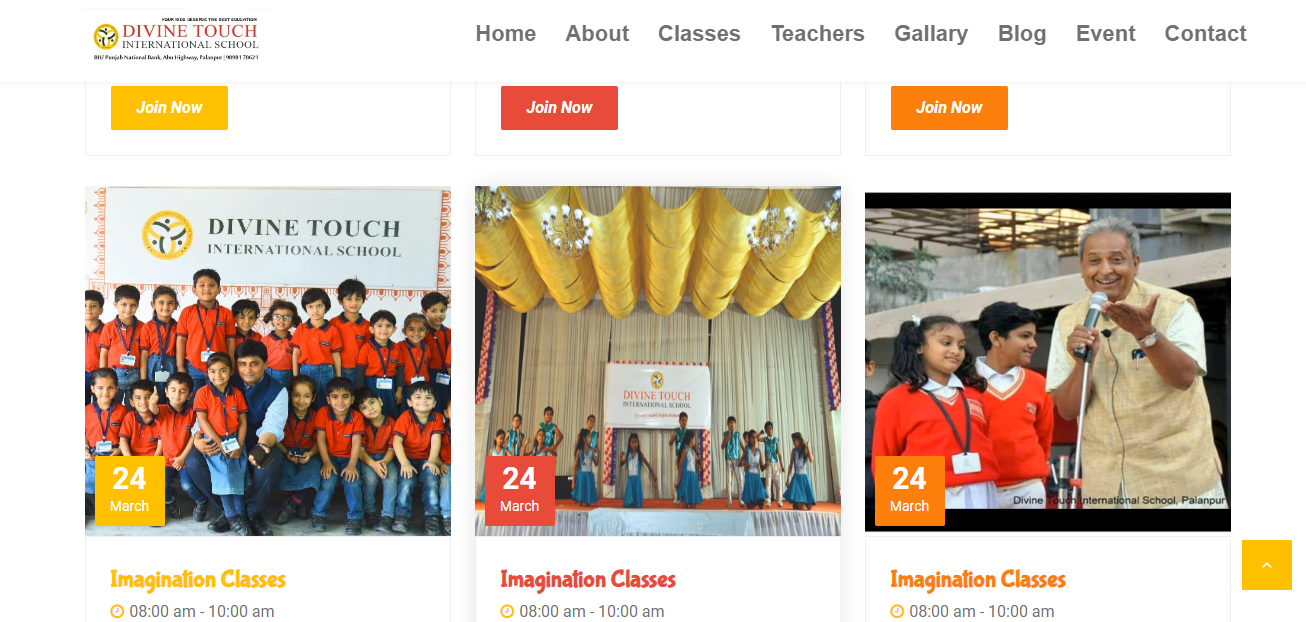 YOUR KIDS DESERVE THE BEST EDUCATION
DIVINE TOUCH
INTERNATIONAL SCHOOL
BH/ Punjab National Bank, Abu Highway, Palanpur | 98981 78621
Home About Classes Teachers Gallary Blog Event Contact
Join Now Join Now Join Now
DIVINE TOUCH
INTERNATIONAL SCHOOL
DIVINE TOUCH
INTERNATIONAL SCHOOL
Divine Touch International School, Palanpur
24 24 24
March March March
Imagination Classes Imagination Classes Imagination Classes
08:00 am - 10:00 am 08:00 am - 10:00 am 08:00 am - 10:00 am